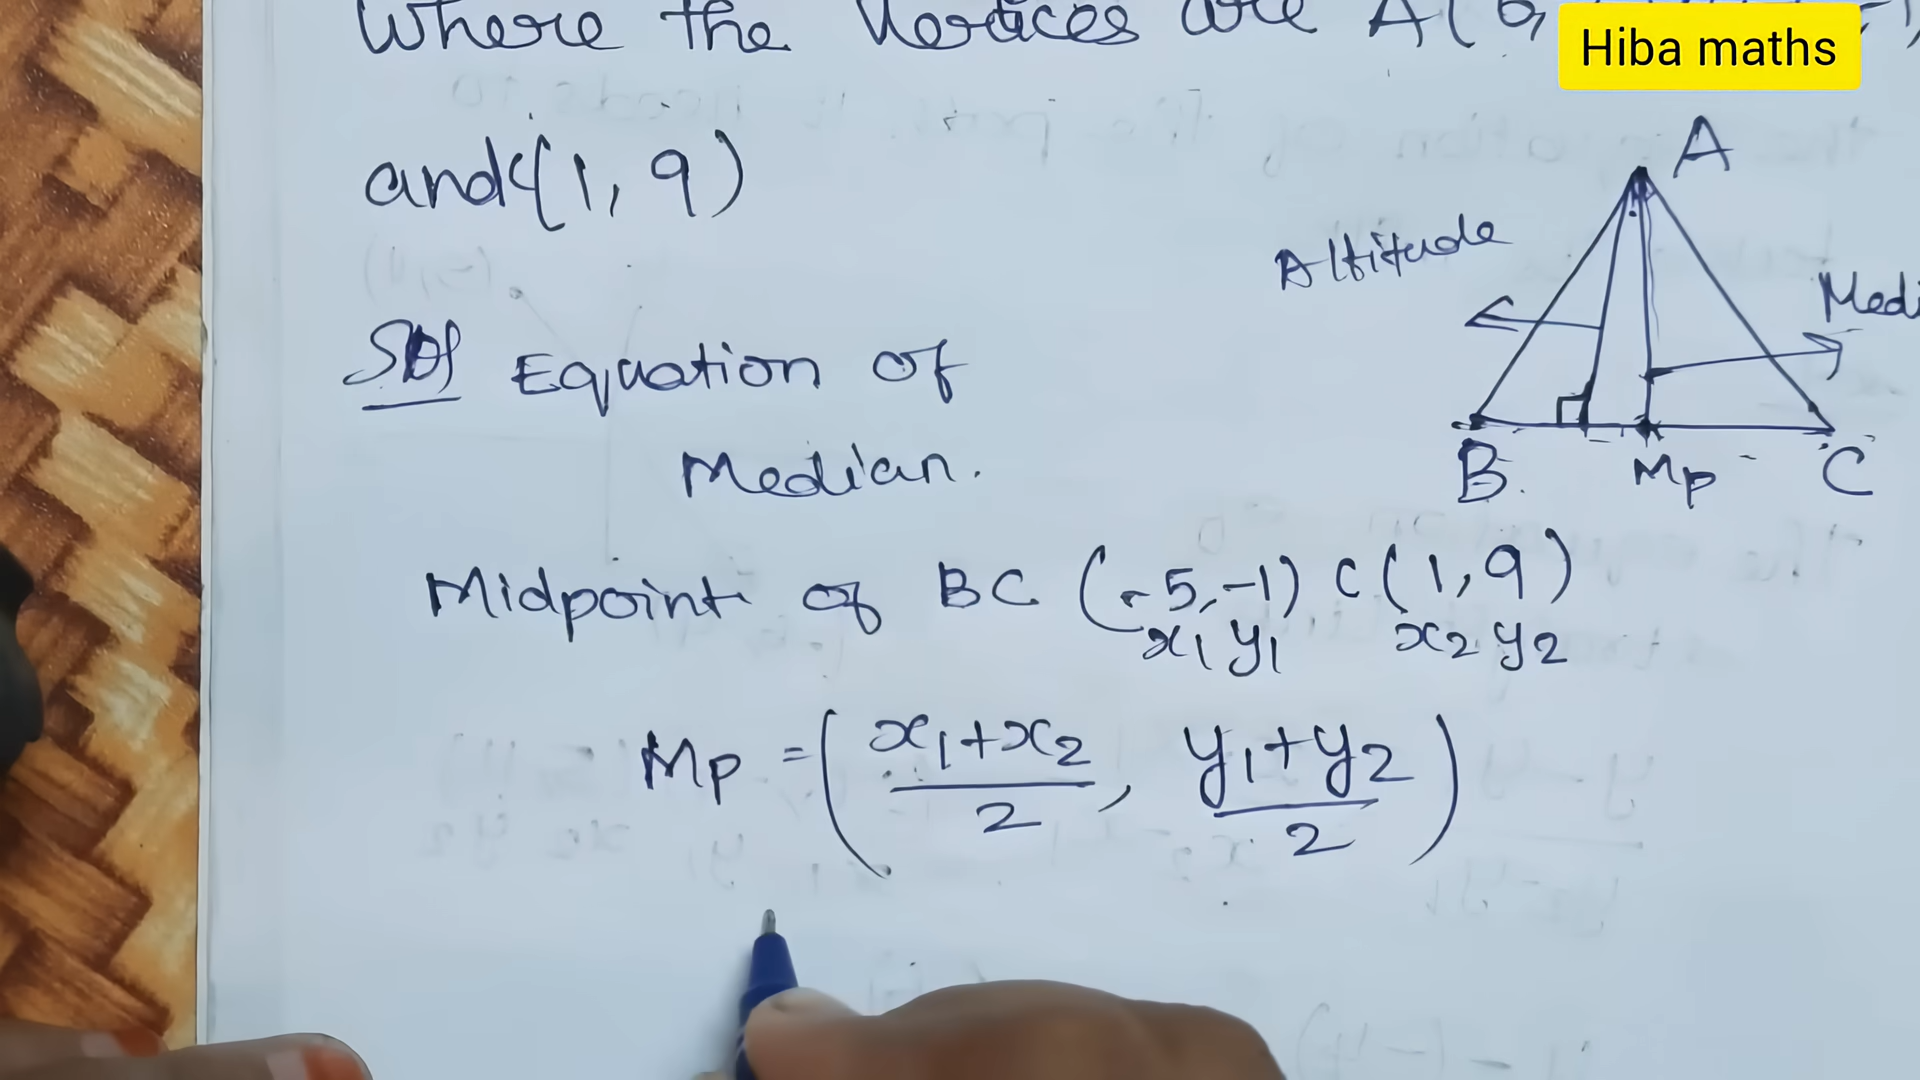 Where the Vertices are A(6,
Hiba maths
and C(1, 9)
A
Altitude
Medi
Sol Equation of
Median.
B. Mp C
Midpoint of BC (-5,-1) C(1,9)
x1 y1 x2 y2
Mp = (x1+x2/2, y1+y2/2)